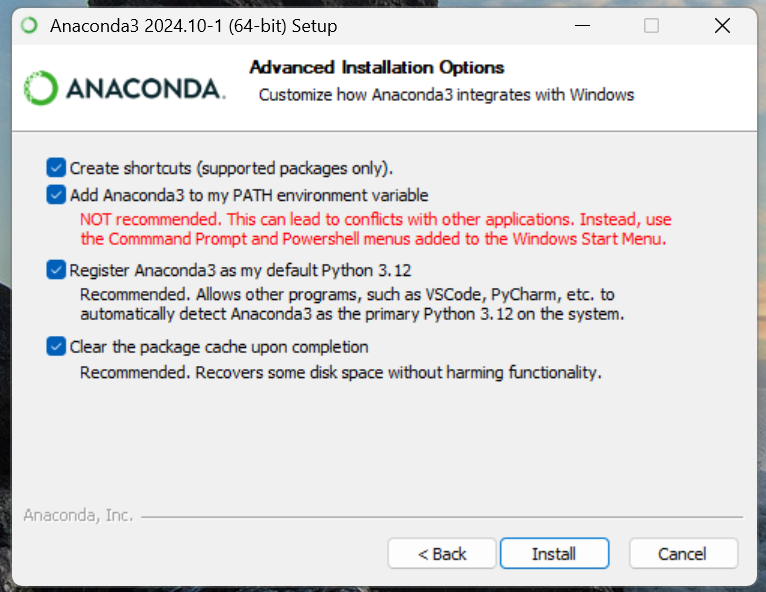 Anaconda3 2024.10-1 (64-bit) Setup
ANACONDA.
Advanced Installation Options
Customize how Anaconda3 integrates with Windows
Create shortcuts (supported packages only).
Add Anaconda3 to my PATH environment variable
NOT recommended. This can lead to conflicts with other applications. Instead, use
the Commmand Prompt and Powershell menus added to the Windows Start Menu.
Register Anaconda3 as my default Python 3.12
Recommended. Allows other programs, such as VSCode, PyCharm, etc. to
automatically detect Anaconda3 as the primary Python 3.12 on the system.
Clear the package cache upon completion
Recommended. Recovers some disk space without harming functionality.
Anaconda, Inc.
< Back
Install
Cancel